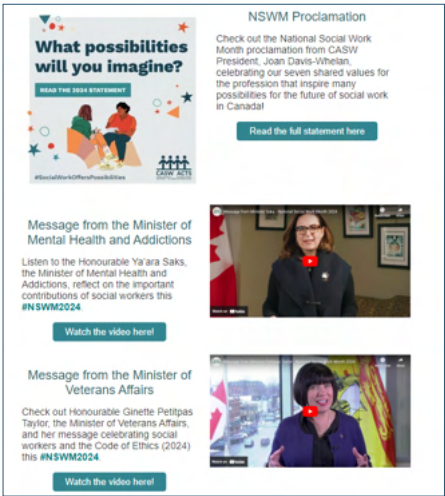 What possibilities
will you imagine?
READ THE 2024 STATEMENT
#SocialWorkOffersPossibilities
CASW ACTS
NSWM Proclamation
Check out the National Social Work
Month proclamation from CASW
President, Joan Davis-Whelan,
celebrating our seven shared values for
the profession that inspire many
possibilities for the future of social work
in Canada!
Read the full statement here
Message from the Minister of
Mental Health and Addictions
Listen to the Honourable Ya'ara Saks,
the Minister of Mental Health and
Addictions, reflect on the important
contributions of social workers this
#NSWM2024.
Watch the video here!
Message from the Minister of
Veterans Affairs
Check out Honourable Ginette Petitpas
Taylor, the Minister of Veterans Affairs,
and her message celebrating social
workers and the Code of Ethics (2024)
this #NSWM2024.
Watch the video here!